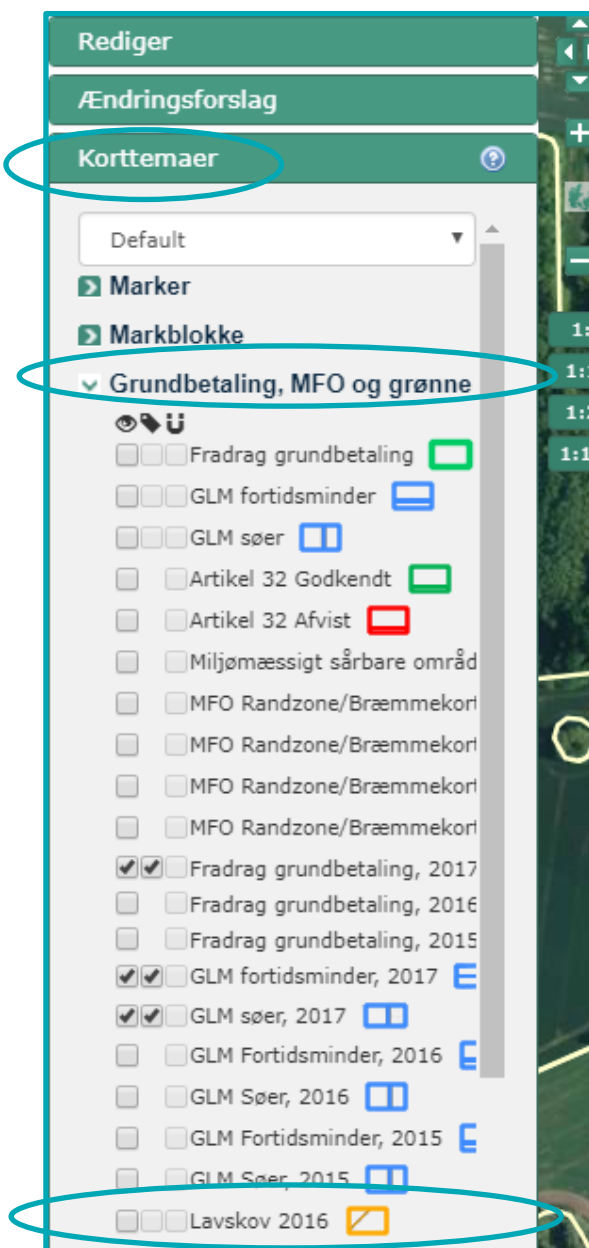 Rediger
Ændringsforslag
Korttemaer
Default
Marker
Markblokke
Grundbetaling, MFO og grønne
Fradrag grundbetaling
GLM fortidsminder
GLM søer
Artikel 32 Godkendt
Artikel 32 Afvist
Miljømæssigt sårbare områd
MFO Randzone/Bræmmekort
MFO Randzone/Bræmmekort
MFO Randzone/Bræmmekort
MFO Randzone/Bræmmekort
Fradrag grundbetaling, 2017
Fradrag grundbetaling, 2016
Fradrag grundbetaling, 2015
GLM fortidsminder, 2017
GLM søer, 2017
GLM Fortidsminder, 2016
GLM Søer, 2016
GLM Fortidsminder, 2015
GLM Søer, 2015
Lavskov 2016